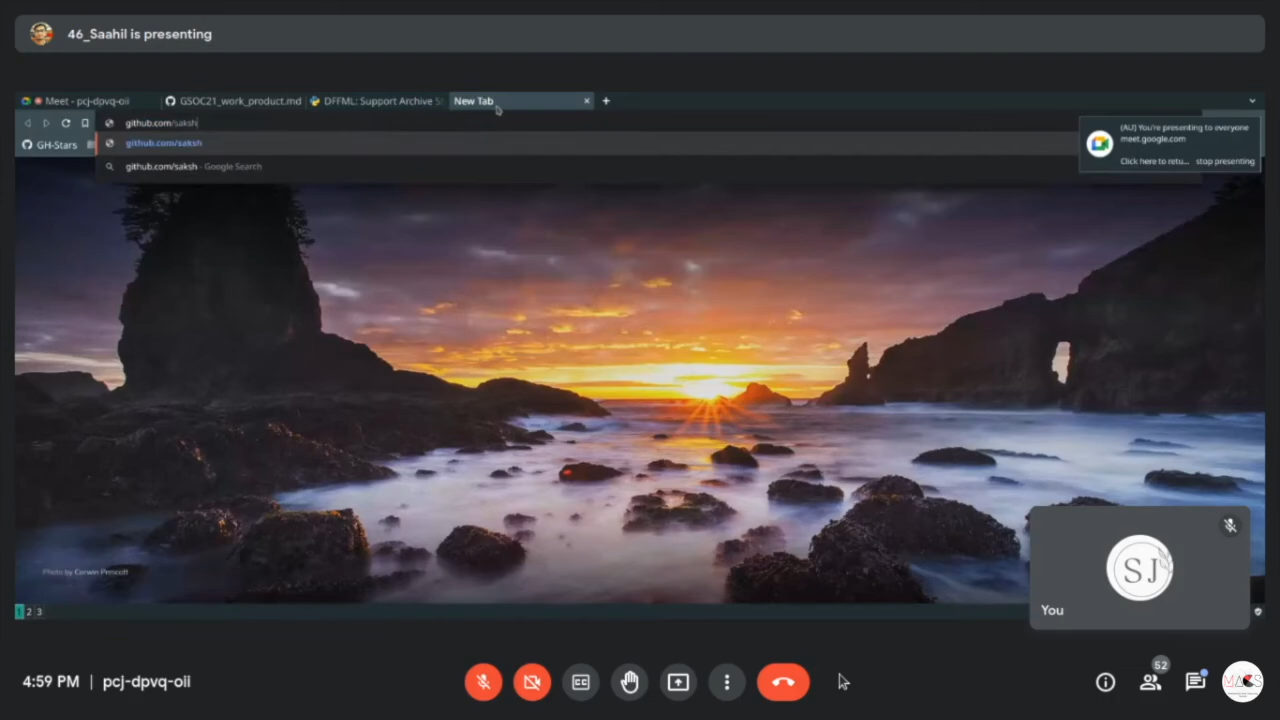 46_Saahil is presenting
Meet - pcj-dpvq-oii
GSOC21_work_product.md
DFFML: Support Archive S
New Tab
github.com/saksh
GH-Stars
github.com/saksh
github.com/saksh - Google Search
(AU) You're presenting to everyone
meet.google.com
Click here to retu... stop presenting
Photo by Corwin Prescott
1 2 3
SJ
You
4:59 PM | pcj-dpvq-oii
CC
52
MACS